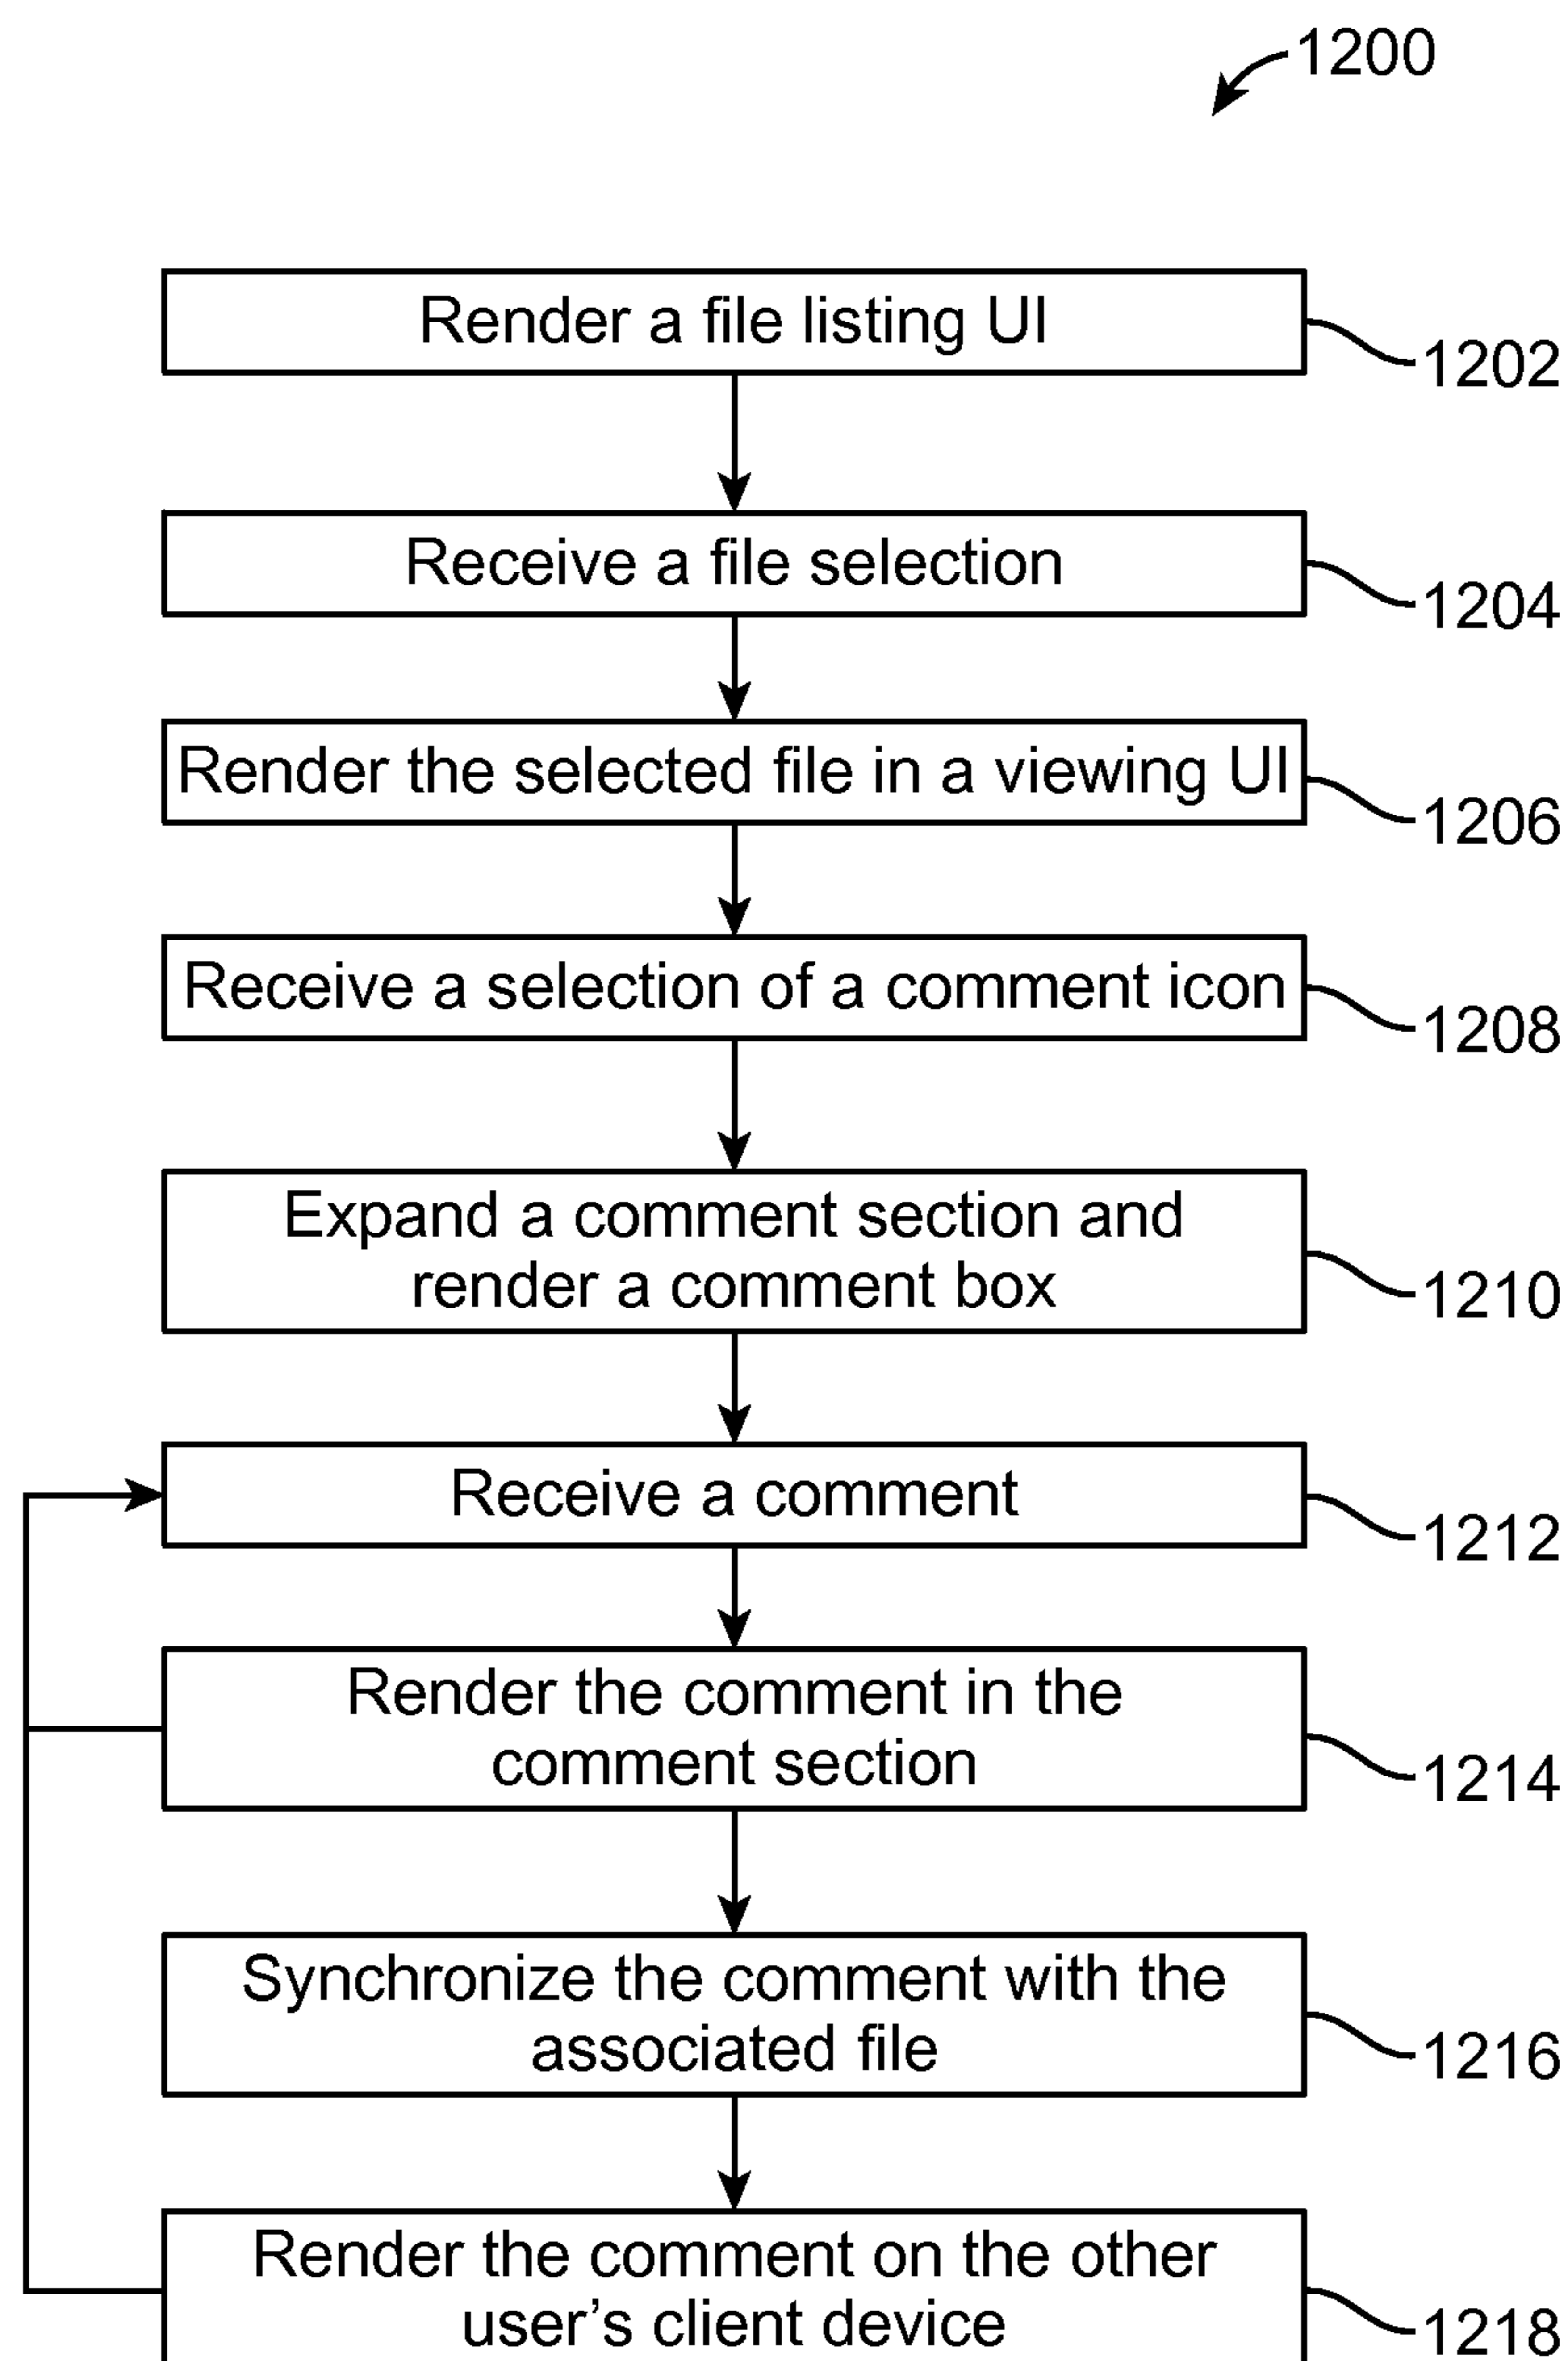 1200
Render a file listing UI
1202
Receive a file selection
1204
Render the selected file in a viewing UI
1206
Receive a selection of a comment icon
1208
Expand a comment section and
render a comment box
1210
Receive a comment
1212
Render the comment in the
comment section
1214
Synchronize the comment with the
associated file
1216
Render the comment on the other
user’s client device
1218